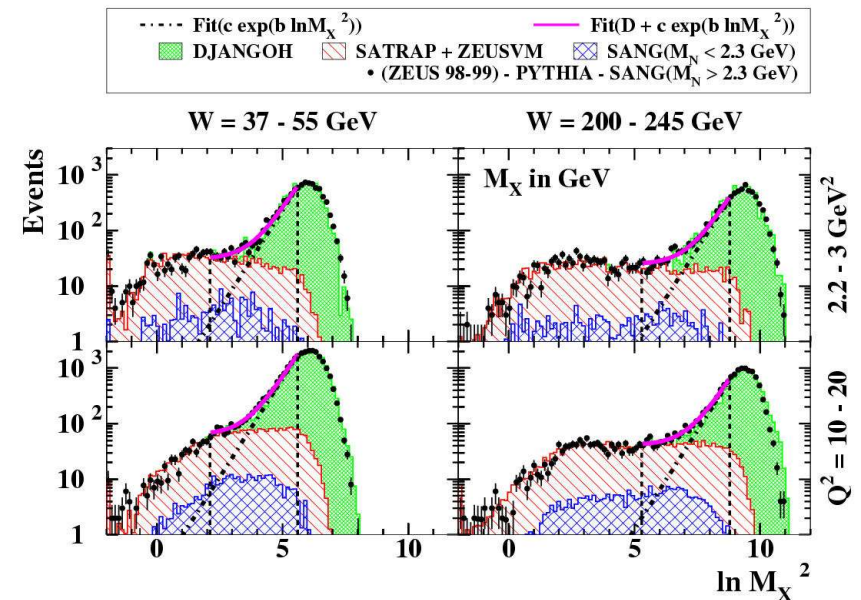 Fit(c exp(b lnM_X^2)) Fit(D + c exp(b lnM_X^2))
DJANGOH SATRAP + ZEUSVM SANG(M_N < 2.3 GeV)
(ZEUS 98-99) - PYTHIA - SANG(M_N > 2.3 GeV)
W = 37 - 55 GeV W = 200 - 245 GeV
Events
10^3 M_X in GeV
10^2
10
1
2.2 - 3 GeV^2
10^3
10^2
10
1
Q^2 = 10 - 20
0 5 10 0 5 10
ln M_X^2